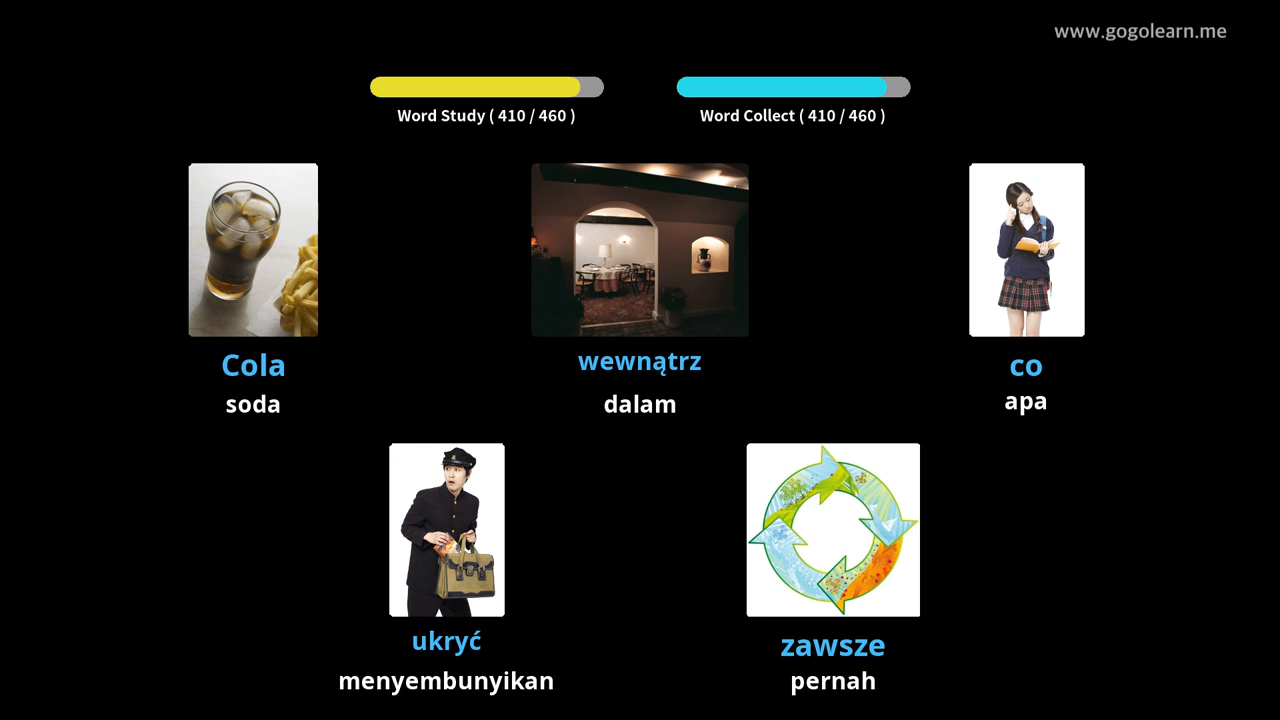 www.gogolearn.me
Word Study ( 410 / 460 )
Word Collect ( 410 / 460 )
Cola
soda
wewnątrz
dalam
co
apa
ukryć
menyembunyikan
zawsze
pernah